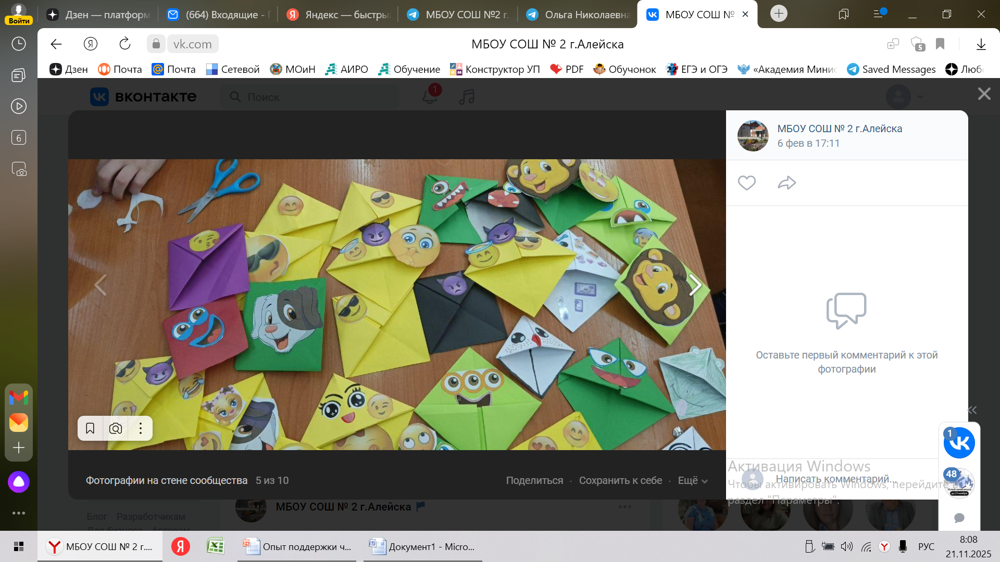 Войти
Дзен — платформ
(664) Входящие - П
Яндекс — быстры
МБОУ СОШ №2 г.
Ольга Николаевна
МБОУ СОШ №
vk.com
МБОУ СОШ № 2 г.Алейска
5
Дзен
Почта
Почта
Сетевой
МОиН
АИРО
Обучение
Конструктор УП
PDF
Обучонок
ЕГЭ и ОГЭ
«Академия Минис
Saved Messages
Любо
6
вконтакте
Поиск
1
МБОУ СОШ № 2 г.Алейска
6 фев в 17:11
Оставьте первый комментарий к этой
фотографии
Фотографии на стене сообщества 5 из 10
Поделиться · Сохранить к себе · Ещё
Написать комментарий...
Активация Windows
Чтобы активировать Windows, перейдите в
раздел "Параметры".
1
48
МБОУ СОШ № 2 г.Алейска
Блог Разработчикам
Для бизнеса Авторам
МБОУ СОШ № 2 г....
Опыт поддержки ч...
Документ1 - Micro...
РУС
8:08
21.11.2025